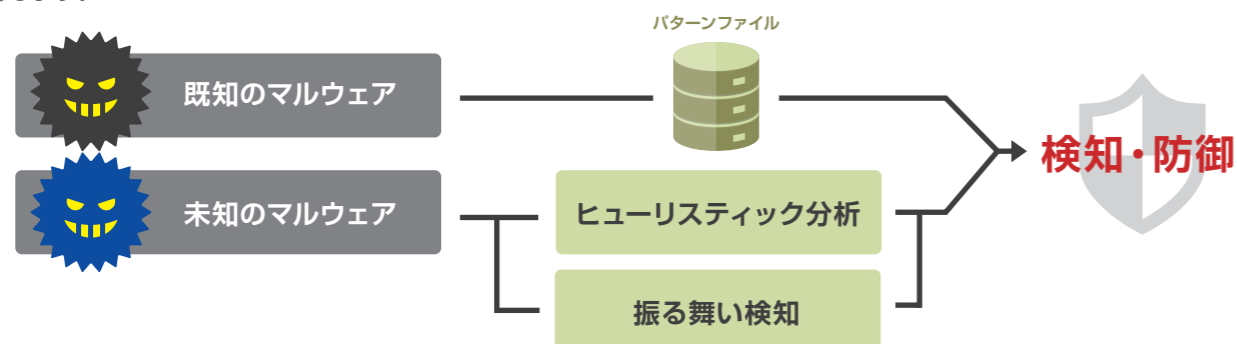 パターンファイル
既知のマルウェア
検知・防御
未知のマルウェア
ヒューリスティック分析
振る舞い検知